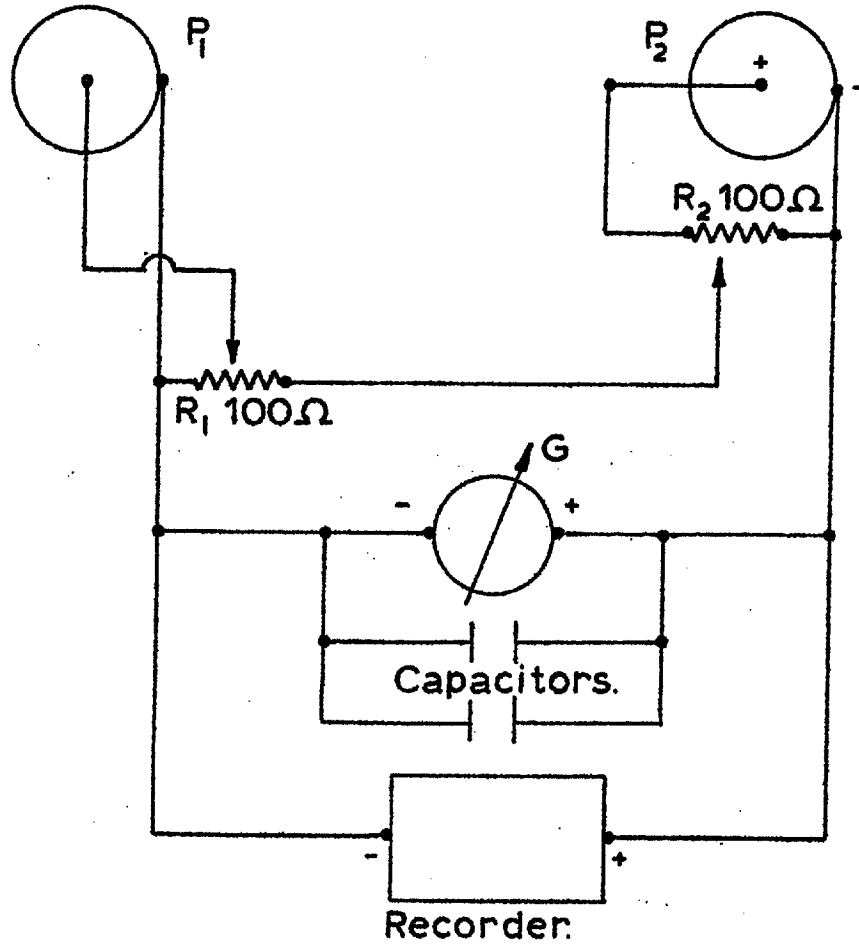 P1
P2
+
-
R2 100Ω
R1 100Ω
G
-
+
Capacitors.
-
+
Recorder.